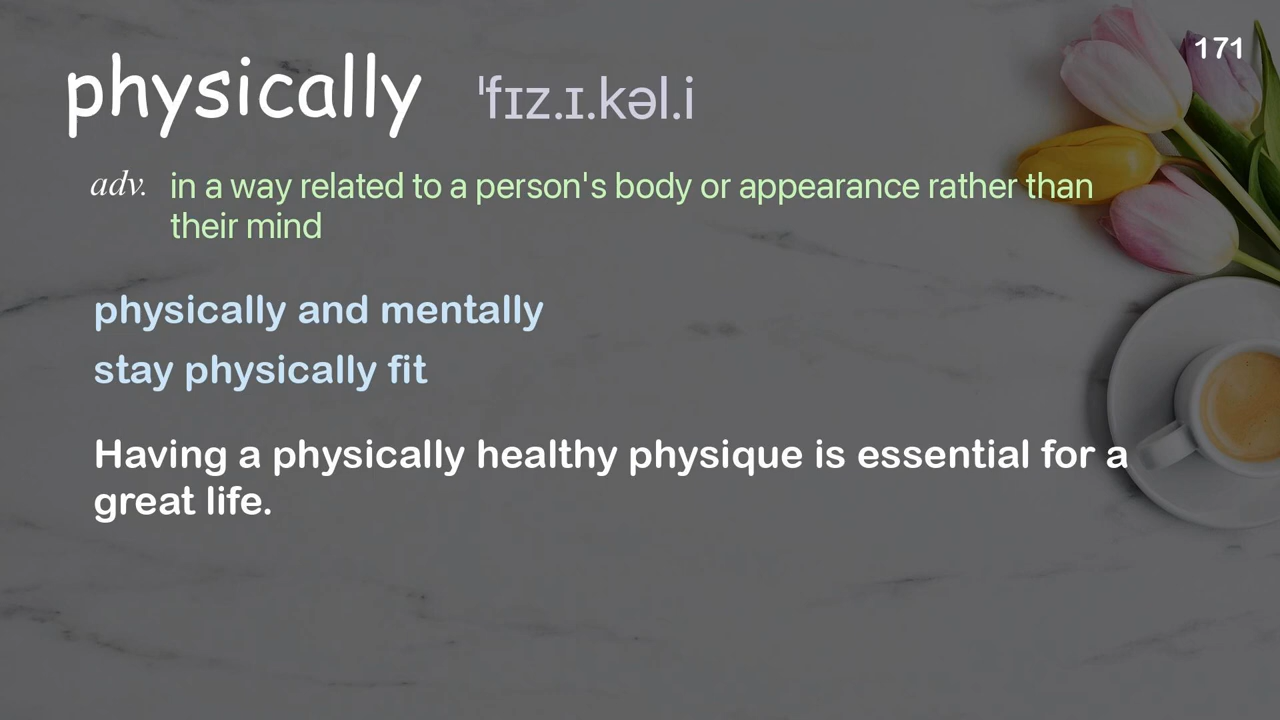 171
physically ˈfɪz.ɪ.kəl.i
adv. in a way related to a person's body or appearance rather than
their mind
physically and mentally
stay physically fit
Having a physically healthy physique is essential for a
great life.